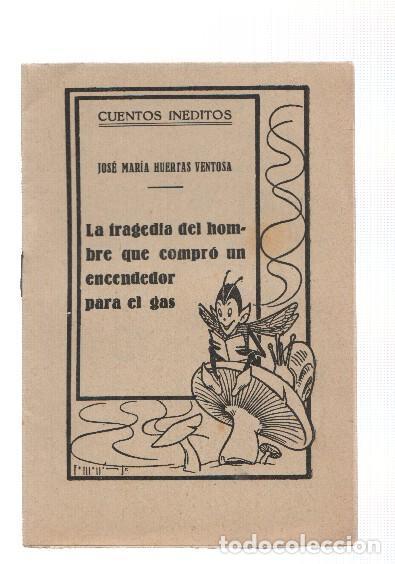 CUENTOS INEDITOS
JOSÉ MARÍA HUERTAS VENTOSA
La tragedia del hom-
bre que compró un
encendedor
para el gas
todocoleccion.net